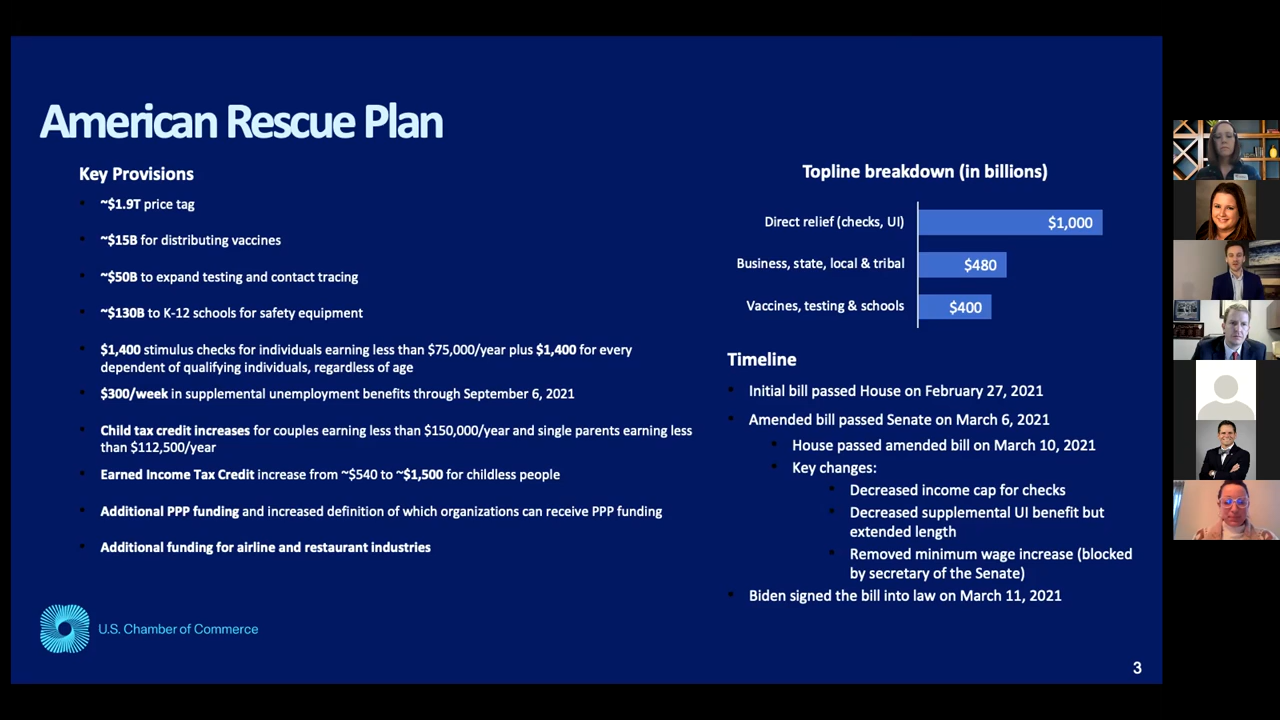 American Rescue Plan
Key Provisions
~$1.9T price tag
~$15B for distributing vaccines
~$50B to expand testing and contact tracing
~$130B to K-12 schools for safety equipment
$1,400 stimulus checks for individuals earning less than $75,000/year plus $1,400 for every
dependent of qualifying individuals, regardless of age
$300/week in supplemental unemployment benefits through September 6, 2021
Child tax credit increases for couples earning less than $150,000/year and single parents earning less
than $112,500/year
Earned Income Tax Credit increase from ~$540 to ~$1,500 for childless people
Additional PPP funding and increased definition of which organizations can receive PPP funding
Additional funding for airline and restaurant industries
U.S. Chamber of Commerce
Topline breakdown (in billions)
Direct relief (checks, UI) $1,000
Business, state, local & tribal $480
Vaccines, testing & schools $400
Timeline
Initial bill passed House on February 27, 2021
Amended bill passed Senate on March 6, 2021
House passed amended bill on March 10, 2021
Key changes:
Decreased income cap for checks
Decreased supplemental UI benefit but
extended length
Removed minimum wage increase (blocked
by secretary of the Senate)
Biden signed the bill into law on March 11, 2021
3